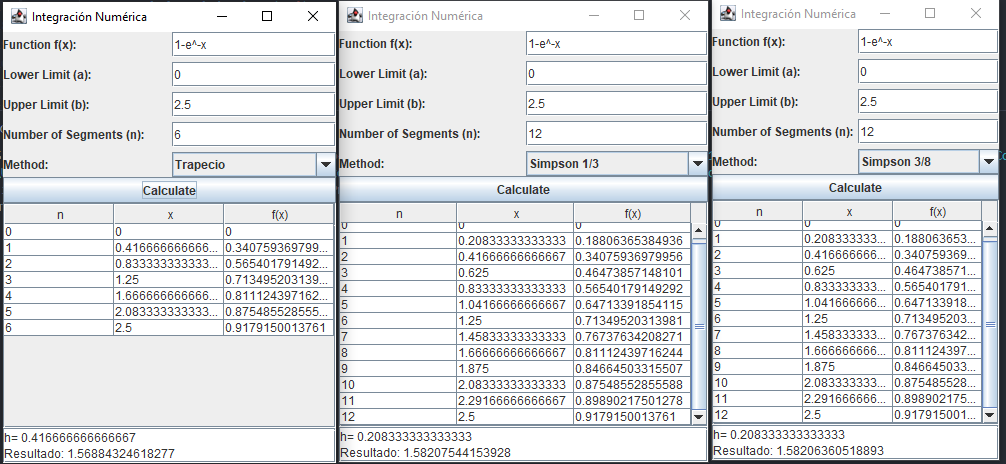 Integración Numérica
Function f(x): 1-e^-x
Lower Limit (a): 0
Upper Limit (b): 2.5
Number of Segments (n): 6
Method: Trapecio
Calculate
n x f(x)
0 0 0
1 0.416666666666... 0.340759369799...
2 0.833333333333... 0.565401791492...
3 1.25 0.713495203139...
4 1.666666666666... 0.811124397162...
5 2.083333333333... 0.875485528555...
6 2.5 0.9179150013761
h= 0.416666666666667
Resultado: 1.56884324618277
Integración Numérica
Function f(x): 1-e^-x
Lower Limit (a): 0
Upper Limit (b): 2.5
Number of Segments (n): 12
Method: Simpson 1/3
Calculate
n x f(x)
0 0 0
1 0.20833333333333 0.18806365384936
2 0.41666666666667 0.34075936979956
3 0.625 0.46473857148101
4 0.83333333333333 0.56540179149292
5 1.04166666666667 0.64713391854115
6 1.25 0.71349520313981
7 1.45833333333333 0.76737634208271
8 1.66666666666667 0.81112439716244
9 1.875 0.84664503315507
10 2.08333333333333 0.87548552855588
11 2.29166666666667 0.89890217501278
12 2.5 0.9179150013761
h= 0.208333333333333
Resultado: 1.58207544153928
Integración Numérica
Function f(x): 1-e^-x
Lower Limit (a): 0
Upper Limit (b): 2.5
Number of Segments (n): 12
Method: Simpson 3/8
Calculate
n x f(x)
0 0 0
1 0.208333333... 0.188063653...
2 0.416666666... 0.340759369...
3 0.625 0.464738571...
4 0.833333333... 0.565401791...
5 1.041666666... 0.647133918...
6 1.25 0.713495203...
7 1.458333333... 0.767376342...
8 1.666666666... 0.811124397...
9 1.875 0.846645033...
10 2.083333333... 0.875485528...
11 2.291666666... 0.898902175...
12 2.5 0.917915001...
h= 0.208333333333333
Resultado: 1.58206360518893